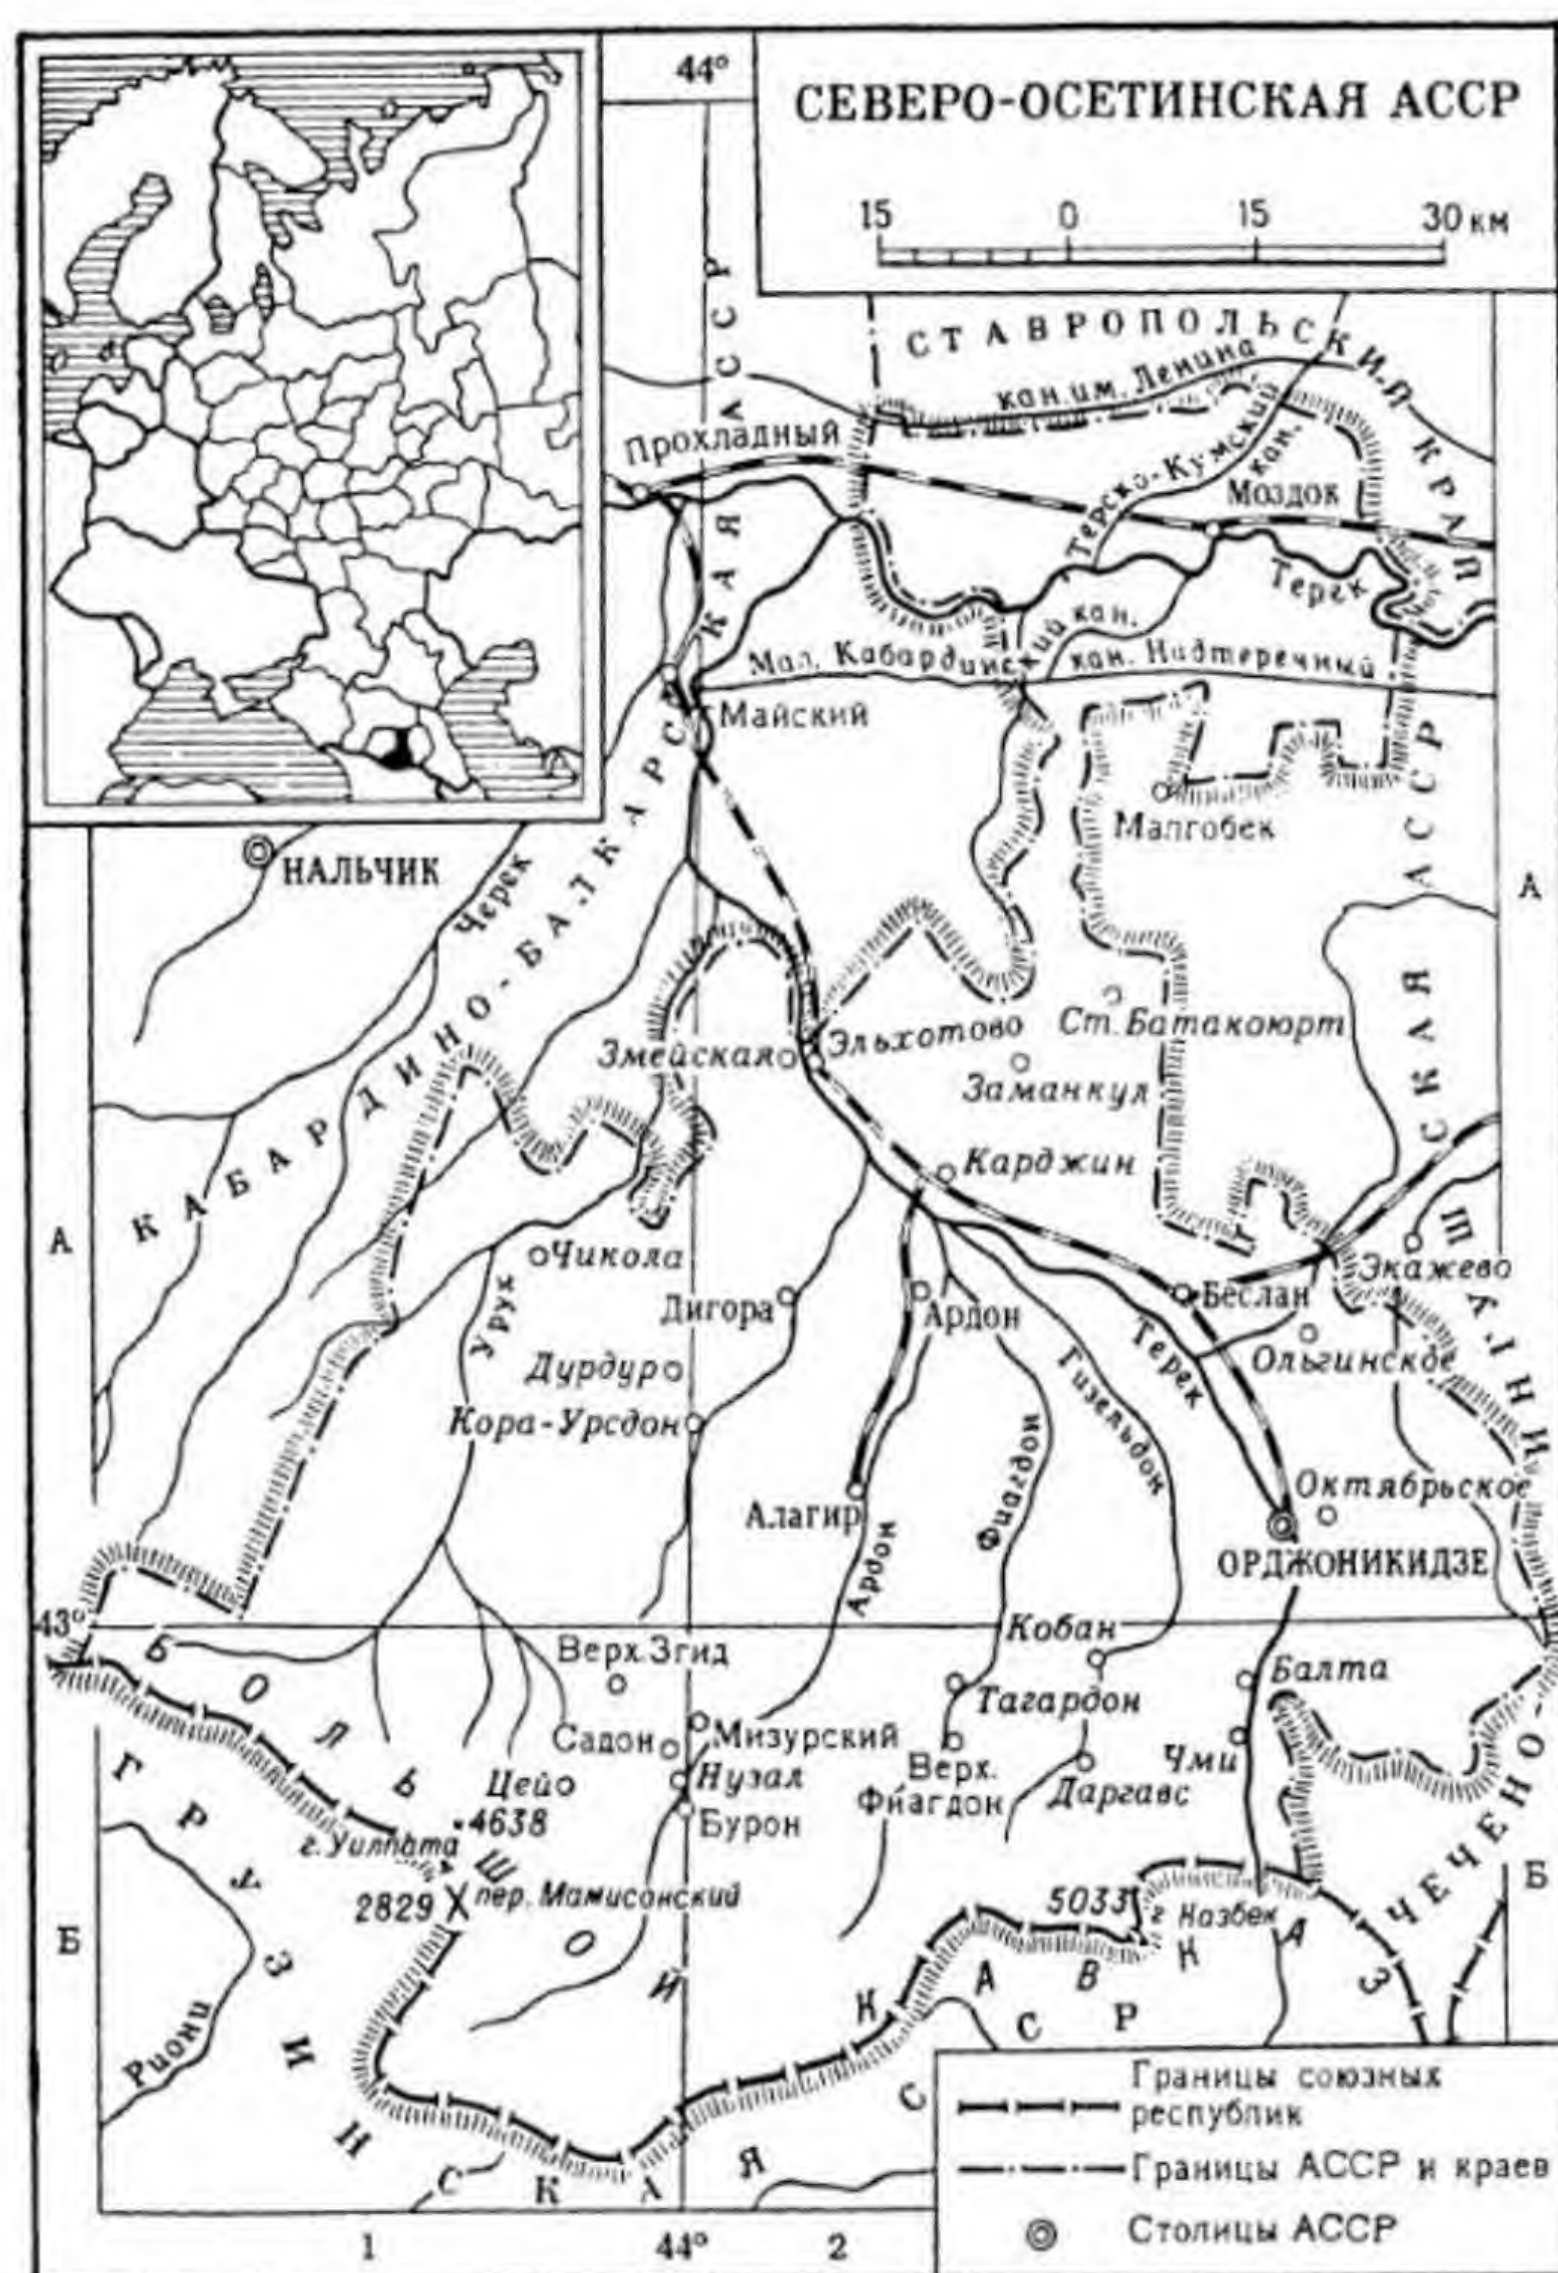 44°
СЕВЕРО-ОСЕТИНСКАЯ АССР
15 0 15 30 км
СТАВРОПОЛЬСКИЙ КРАЙ
кан. им. Ленина
Прохладный
Терско-Кумский кан.
Моздок
Терек
Мал. Кабардинский кан.
кан. Надтеречный
Майский
Малгобек
НАЛЬЧИК
Черек
КАБАРДИНО-БАЛКАРСКАЯ АССР
А
А
Змейская
Эльхотово
Ст. Батакоюрт
Заманкул
Карджин
Чикола
Урух
Дигора
Ардон
Беслан
Экажево
Ольгинское
Дурдур
Кора-Урсдон
Гизельдон
Терек
Фиагдон
Алагир
Ардон
Октябрьское
ОРДЖОНИКИДЗЕ
43°
Кобан
Верх. Згид
Тагардон
Балта
Садон
Мизурский
Цейо
Нузал
Верх. Фиагдон
Даргавс
Чми
Бурон
4638
г. Уилпата
2829
пер. Мамисонский
5033
г. Казбек
БОЛЬШОЙ КАВКАЗ
ЧЕЧЕНО-ИНГУШСКАЯ АССР
Б
Б
Риони
ГРУЗИНСКАЯ ССР
Границы союзных
республик
Границы АССР и краев
Столицы АССР
1 44° 2